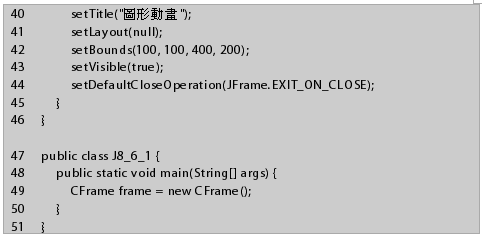 40 setTitle("圖形動畫");
41 setLayout(null);
42 setBounds(100, 100, 400, 200);
43 setVisible(true);
44 setDefaultCloseOperation(JFrame.EXIT_ON_CLOSE);
45 }
46 }
47 public class J8_6_1 {
48 public static void main(String[] args) {
49 CFrame frame = new CFrame();
50 }
51 }